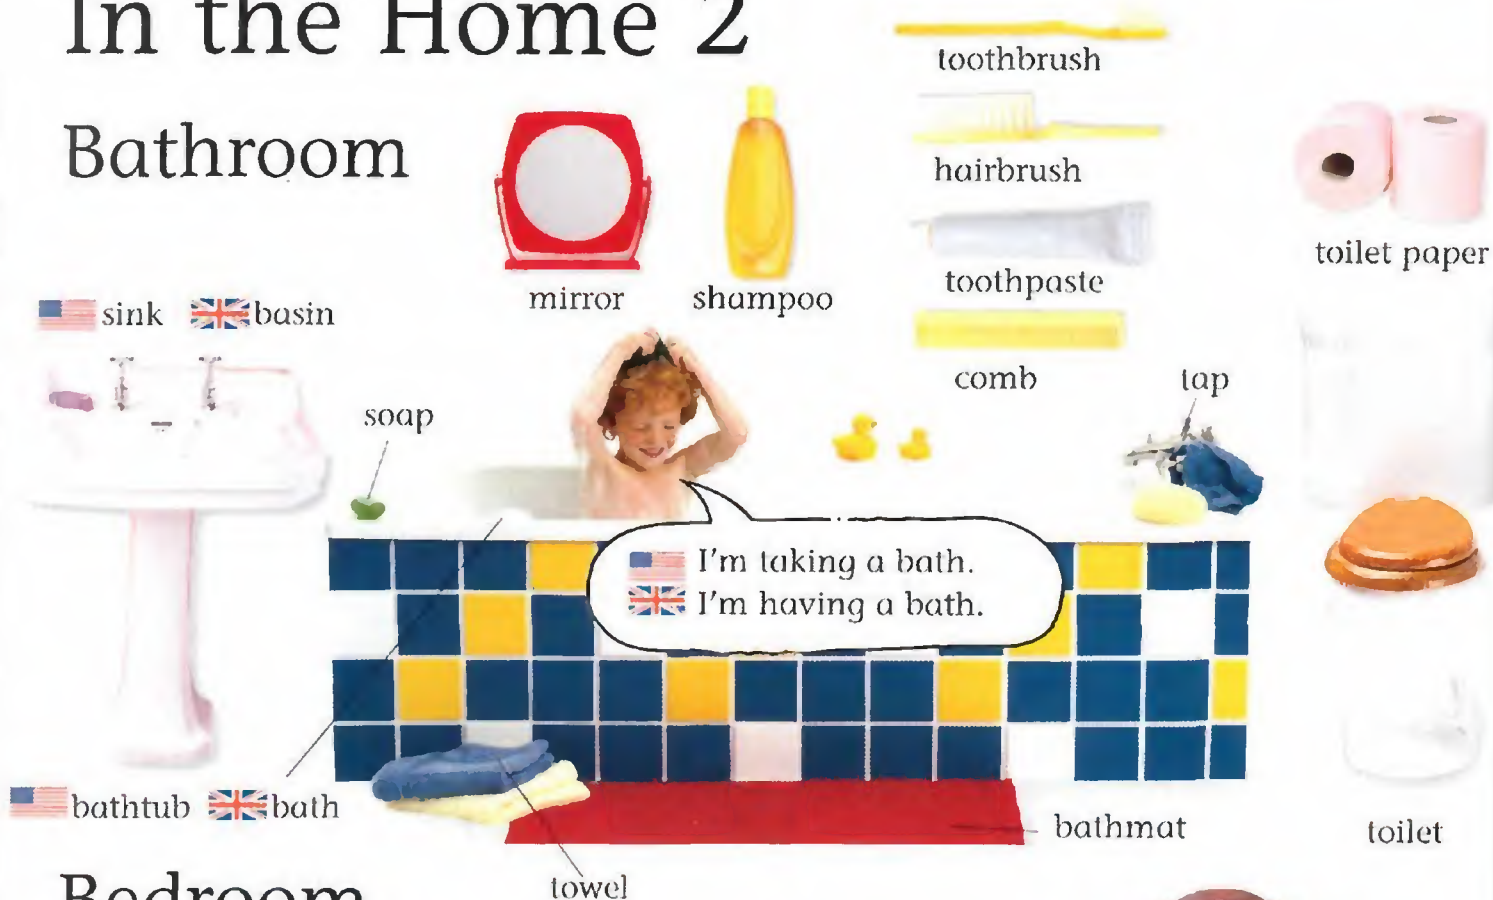 In the Home 2
Bathroom
toothbrush
hairbrush
toothpaste
comb
toilet paper
mirror
shampoo
sink
basin
soap
tap
I'm taking a bath.
I'm having a bath.
bathtub
bath
bathmat
toilet
towel
Bedroom